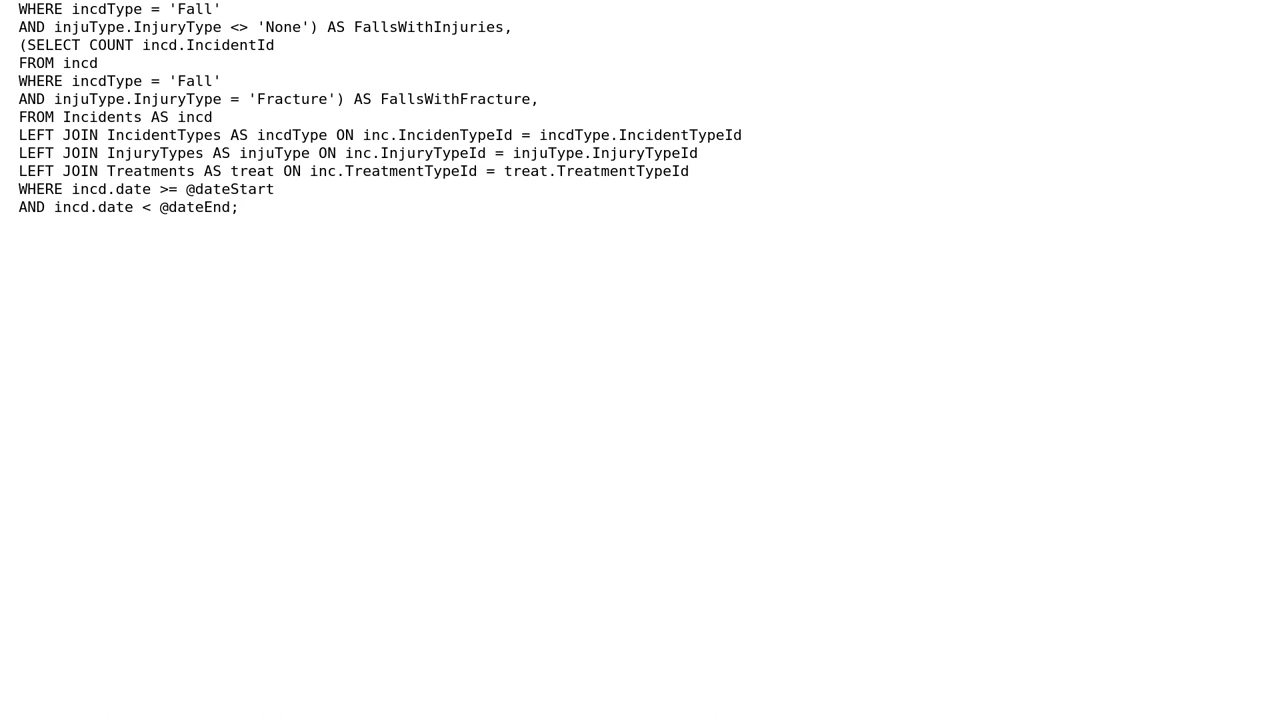 WHERE incdType = 'Fall'
AND injuType.InjuryType <> 'None') AS FallsWithInjuries,
(SELECT COUNT incd.IncidentId
FROM incd
WHERE incdType = 'Fall'
AND injuType.InjuryType = 'Fracture') AS FallsWithFracture,
FROM Incidents AS incd
LEFT JOIN IncidentTypes AS incdType ON inc.IncidenTypeId = incdType.IncidentTypeId
LEFT JOIN InjuryTypes AS injuType ON inc.InjuryTypeId = injuType.InjuryTypeId
LEFT JOIN Treatments AS treat ON inc.TreatmentTypeId = treat.TreatmentTypeId
WHERE incd.date >= @dateStart
AND incd.date < @dateEnd;